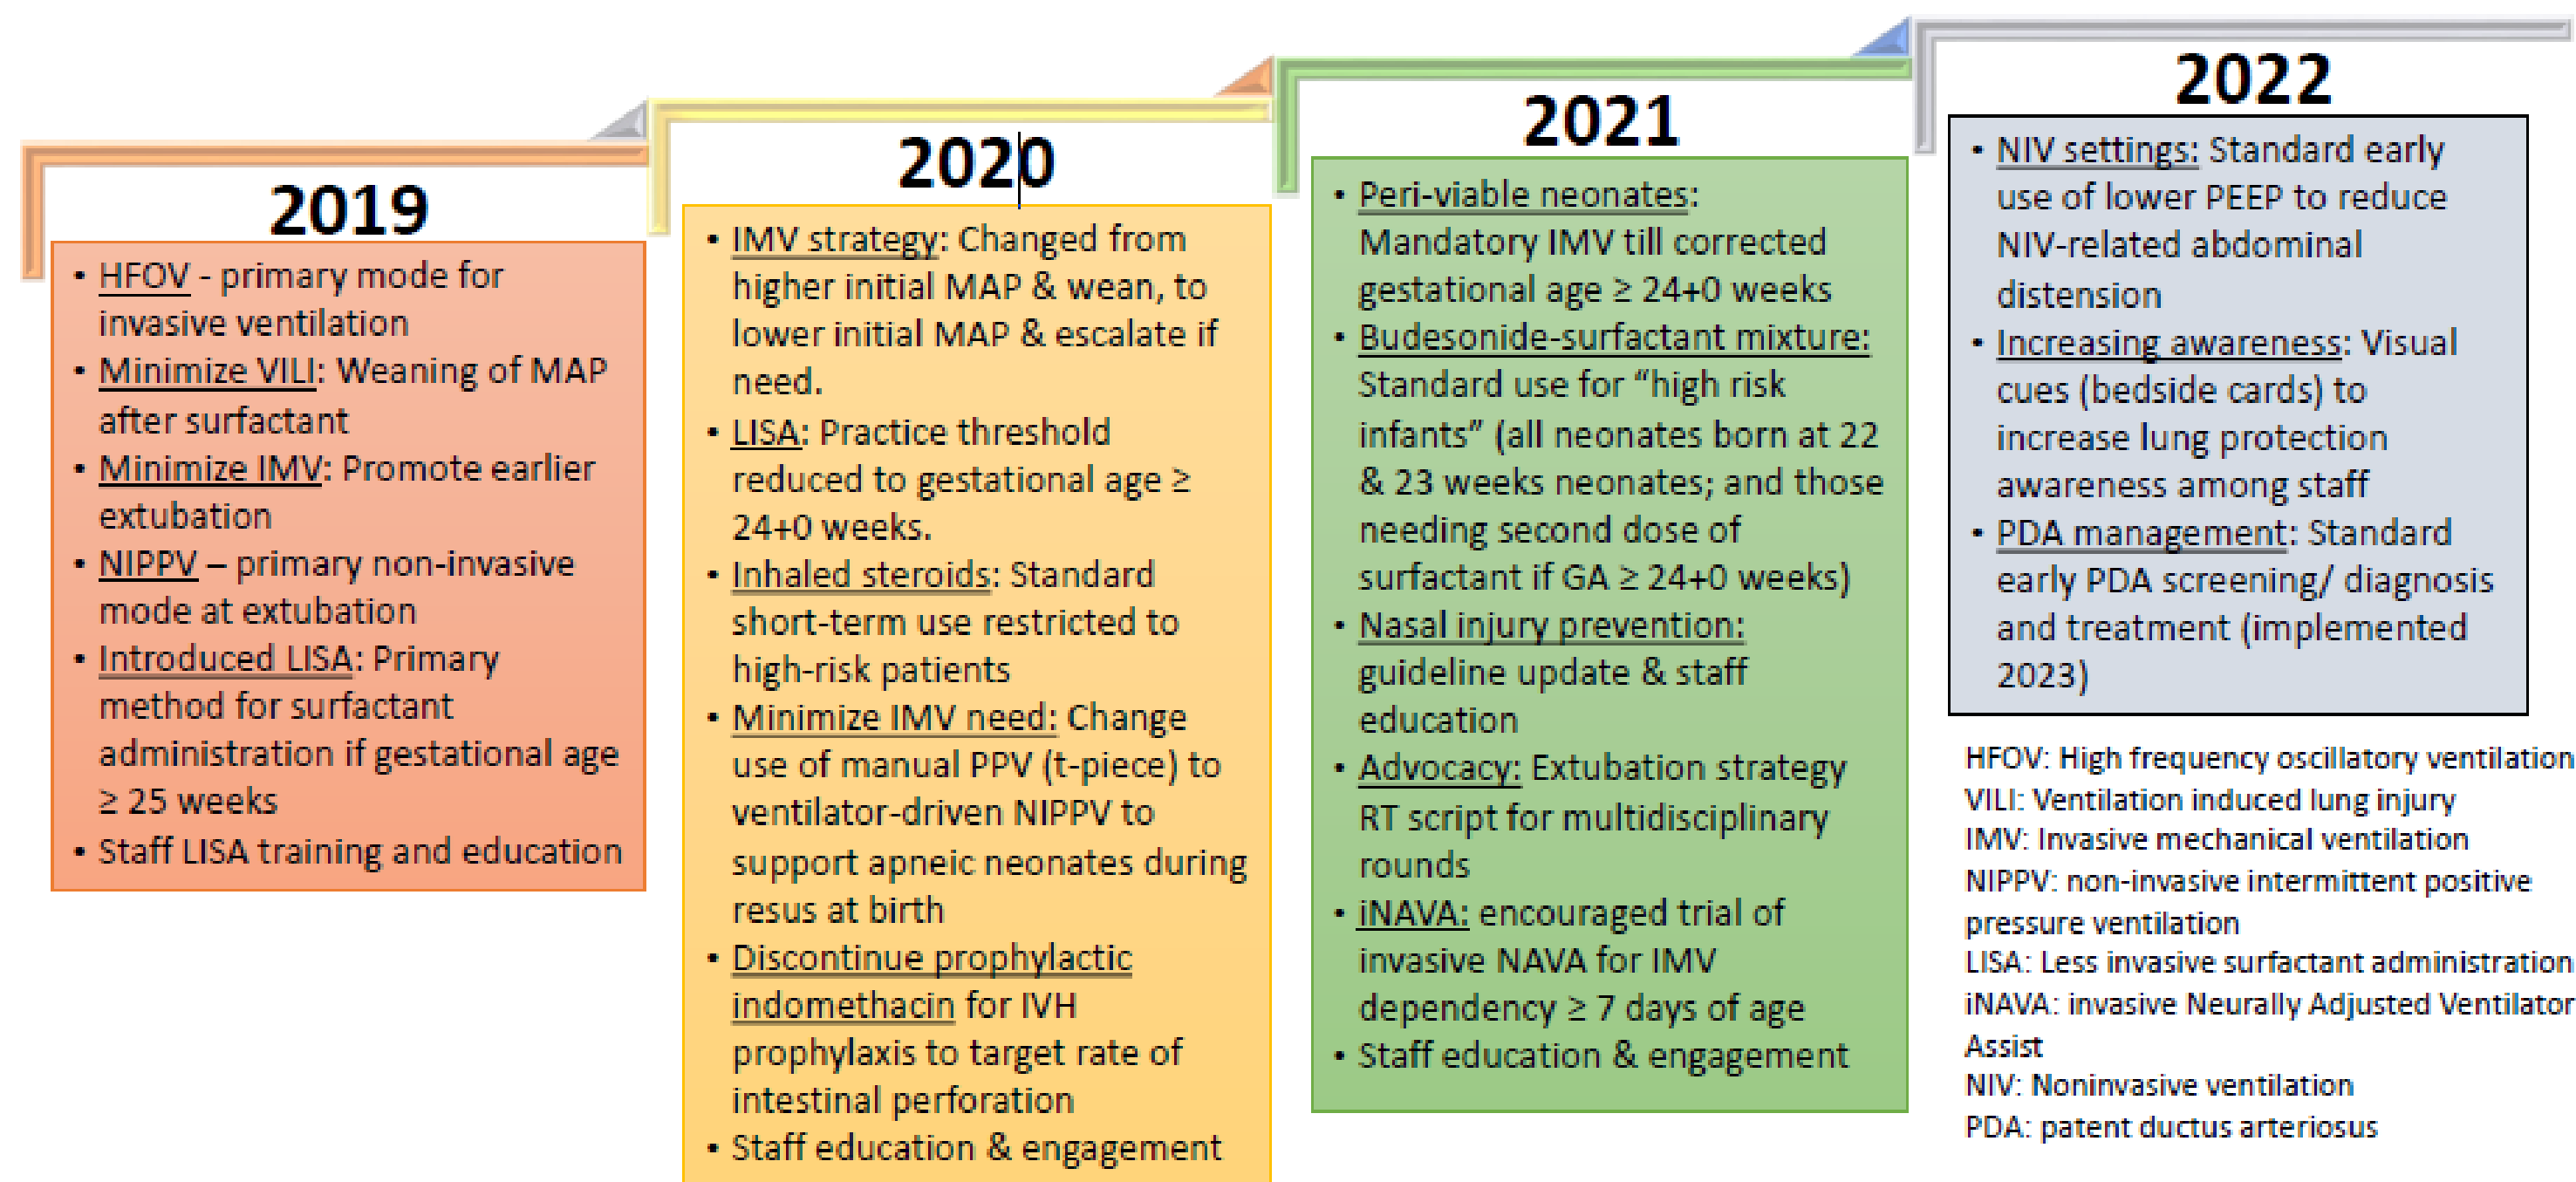 2019
• HFOV - primary mode for
invasive ventilation
• Minimize VILI: Weaning of MAP
after surfactant
• Minimize IMV: Promote earlier
extubation
• NIPPV – primary non-invasive
mode at extubation
• Introduced LISA: Primary
method for surfactant
administration if gestational age
≥ 25 weeks
• Staff LISA training and education
2020
• IMV strategy: Changed from
higher initial MAP & wean, to
lower initial MAP & escalate if
need.
• LISA: Practice threshold
reduced to gestational age ≥
24+0 weeks.
• Inhaled steroids: Standard
short-term use restricted to
high-risk patients
• Minimize IMV need: Change
use of manual PPV (t-piece) to
ventilator-driven NIPPV to
support apneic neonates during
resus at birth
• Discontinue prophylactic
indomethacin for IVH
prophylaxis to target rate of
intestinal perforation
• Staff education & engagement
2021
• Peri-viable neonates:
Mandatory IMV till corrected
gestational age ≥ 24+0 weeks
• Budesonide-surfactant mixture:
Standard use for “high risk
infants” (all neonates born at 22
& 23 weeks neonates; and those
needing second dose of
surfactant if GA ≥ 24+0 weeks)
• Nasal injury prevention:
guideline update & staff
education
• Advocacy: Extubation strategy
RT script for multidisciplinary
rounds
• iNAVA: encouraged trial of
invasive NAVA for IMV
dependency ≥ 7 days of age
• Staff education & engagement
2022
• NIV settings: Standard early
use of lower PEEP to reduce
NIV-related abdominal
distension
• Increasing awareness: Visual
cues (bedside cards) to
increase lung protection
awareness among staff
• PDA management: Standard
early PDA screening/ diagnosis
and treatment (implemented
2023)
HFOV: High frequency oscillatory ventilation
VILI: Ventilation induced lung injury
IMV: Invasive mechanical ventilation
NIPPV: non-invasive intermittent positive
pressure ventilation
LISA: Less invasive surfactant administration
iNAVA: invasive Neurally Adjusted Ventilator
Assist
NIV: Noninvasive ventilation
PDA: patent ductus arteriosus